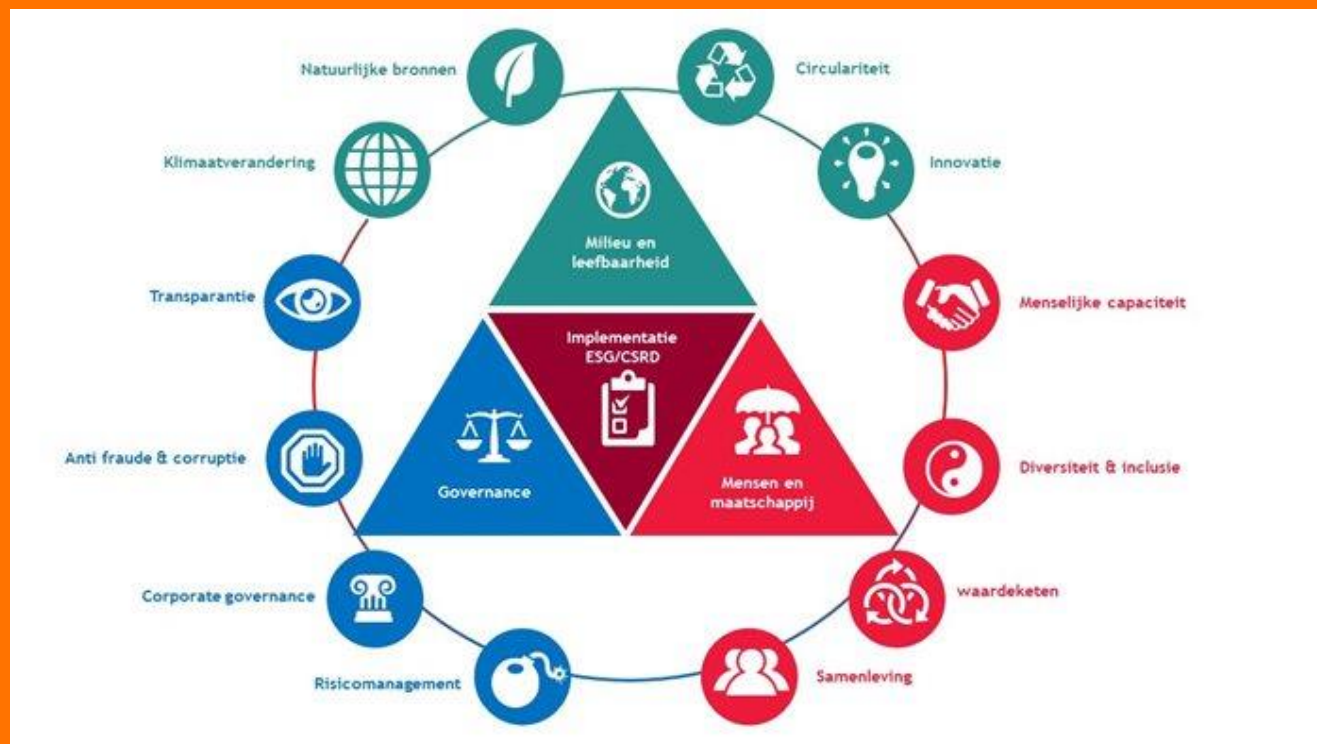 Natuurlijke bronnen
Circulariteit
Klimaatverandering
Innovatie
Milieu en
leefbaarheid
Transparantie
Menselijke capaciteit
Implementatie
ESG/CSRD
Anti fraude & corruptie
Diversiteit & inclusie
Governance
Mensen en
maatschappij
Corporate governance
waardeketen
Risicomanagement
Samenleving